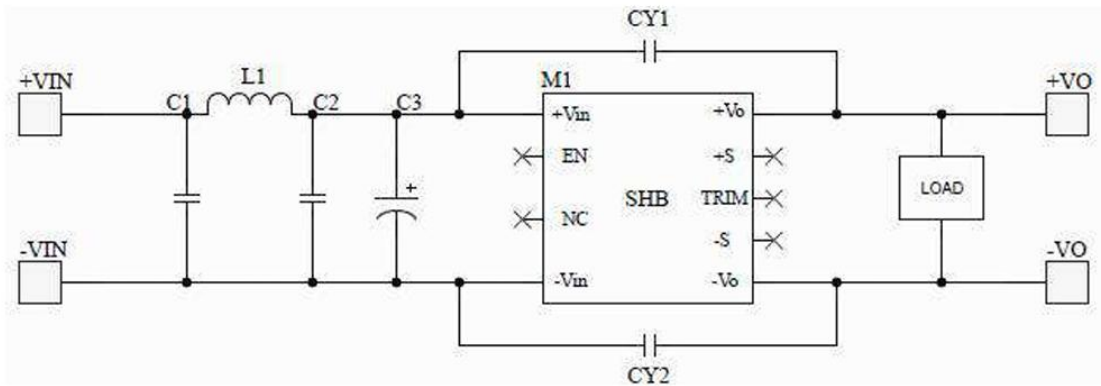 CY1
+VIN
L1
M1
+VO
C1
C2
C3
+Vin
+Vo
EN
+S
SHB
TRIM
LOAD
NC
-S
-VIN
-VO
-Vin
-Vo
CY2
+